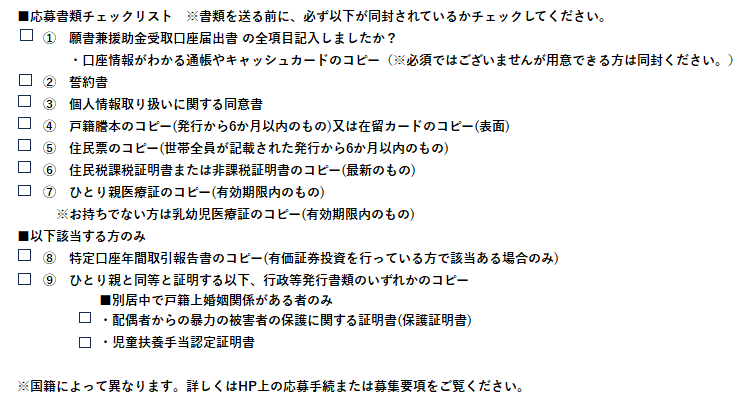 ■応募書類チェックリスト　※書類を送る前に、必ず以下が同封されているかチェックしてください。
□ ①　願書兼援助金受取口座届出書 の全項目記入しましたか？
・口座情報がわかる通帳やキャッシュカードのコピー（※必須ではございませんが用意できる方は同封ください。）
□ ②　誓約書
□ ③　個人情報取り扱いに関する同意書
□ ④　戸籍謄本のコピー(発行から6か月以内のもの)又は在留カードのコピー(表面)
□ ⑤　住民票のコピー(世帯全員が記載された発行から6か月以内のもの)
□ ⑥　住民税課税証明書または非課税証明書のコピー(最新のもの)
□ ⑦　ひとり親医療証のコピー(有効期限内のもの)
※お持ちでない方は乳幼児医療証のコピー(有効期限内のもの)
■以下該当する方のみ
□ ⑧　特定口座年間取引報告書のコピー(有価証券投資を行っている方で該当ある場合のみ)
□ ⑨　ひとり親と同等と証明する以下、行政等発行書類のいずれかのコピー
■別居中で戸籍上婚姻関係がある者のみ
□ ・配偶者からの暴力の被害者の保護に関する証明書(保護証明書)
□ ・児童扶養手当認定証明書
※国籍によって異なります。詳しくはHP上の応募手続または募集要項をご覧ください。